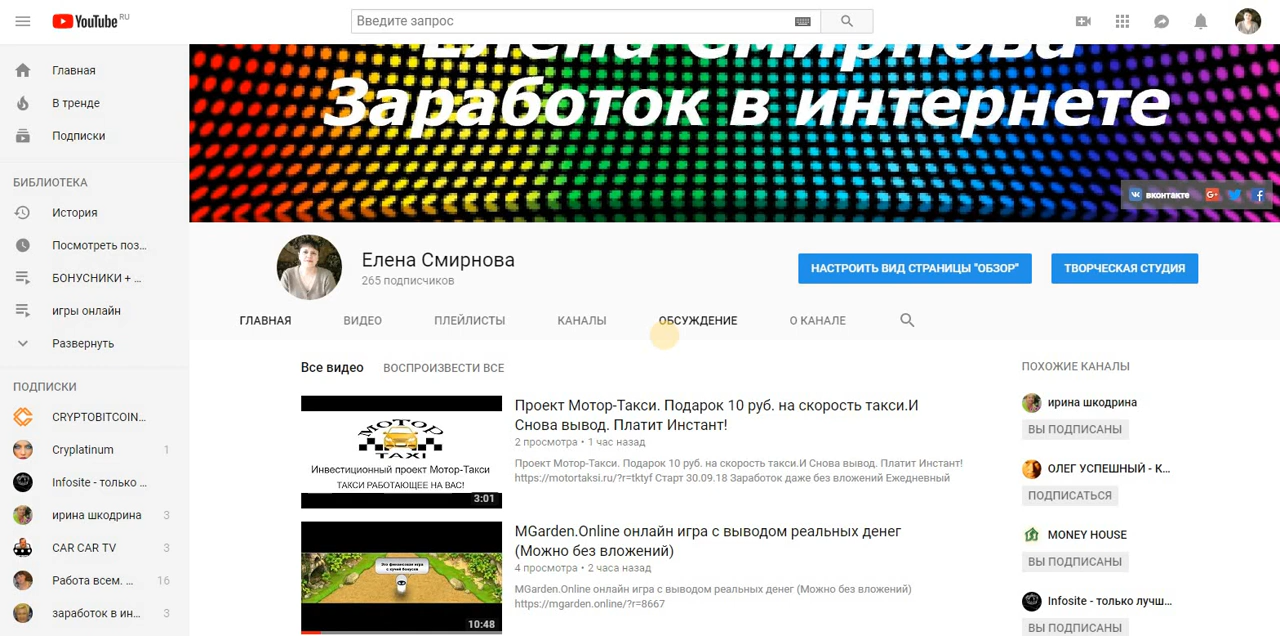 YouTube RU
Введите запрос
Главная
В тренде
Подписки
БИБЛИОТЕКА
История
Посмотреть поз...
БОНУСНИКИ + ...
игры онлайн
Развернуть
ПОДПИСКИ
CRYPTOBITCOIN...
Cryplatinum 1
Infosite - только ...
ирина шкодрина 3
CAR CAR TV 3
Работа всем. ... 16
заработок в ин... 3
Елена Смирнова
Заработок в интернете
вконтакте
Елена Смирнова
265 подписчиков
НАСТРОИТЬ ВИД СТРАНИЦЫ "ОБЗОР"
ТВОРЧЕСКАЯ СТУДИЯ
ГЛАВНАЯ ВИДЕО ПЛЕЙЛИСТЫ КАНАЛЫ ОБСУЖДЕНИЕ О КАНАЛЕ
Все видео ВОСПРОИЗВЕСТИ ВСЕ
МОТОР
TAXI
Инвестиционный проект Мотор-Такси
ТАКСИ РАБОТАЮЩЕЕ НА ВАС!
3:01
Проект Мотор-Такси. Подарок 10 руб. на скорость такси.И
Снова вывод. Платит Инстант!
2 просмотра • 1 час назад
Проект Мотор-Такси. Подарок 10 руб. на скорость такси.И Снова вывод. Платит Инстант!
https://motortaksi.ru/?r=tktyf Старт 30.09.18 Заработок даже без вложений Ежедневный
10:48
MGarden.Online онлайн игра с выводом реальных денег
(Можно без вложений)
4 просмотра • 2 часа назад
MGarden.Online онлайн игра с выводом реальных денег (Можно без вложений)
https://mgarden.online/?r=8667
ПОХОЖИЕ КАНАЛЫ
ирина шкодрина
ВЫ ПОДПИСАНЫ
ОЛЕГ УСПЕШНЫЙ - К...
ПОДПИСАТЬСЯ
MONEY HOUSE
ВЫ ПОДПИСАНЫ
Infosite - только лучш...
ВЫ ПОДПИСАНЫ